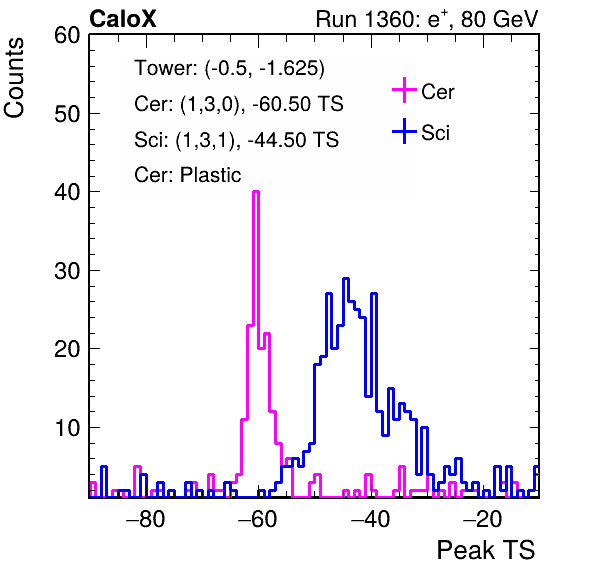 CaloX Run 1360: e⁺, 80 GeV
Counts
60
50
40
30
20
10
Tower: (-0.5, -1.625)
Cer: (1,3,0), -60.50 TS
Sci: (1,3,1), -44.50 TS
Cer: Plastic
Cer
Sci
−80 −60 −40 −20
Peak TS